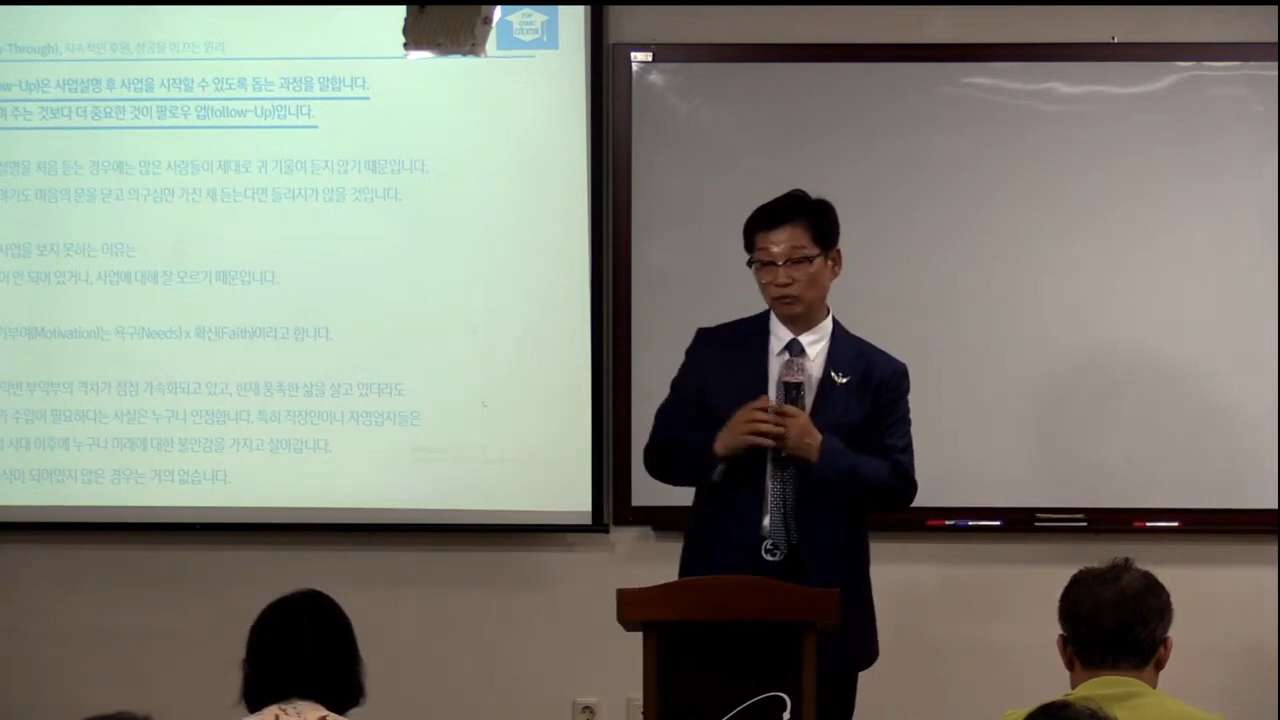 TOP
atomy
w-Through), 지속적인 후원, 성공을 이끄는 원리
ow-Up)은 사업설명 후 사업을 시작할 수 있도록 돕는 과정을 말합니다.
여 주는 것보다 더 중요한 것이 팔로우 업(follow-Up)입니다.
설명을 처음 듣는 경우에는 많은 사람들이 제대로 귀 기울여 듣지 않기 때문입니다.
야기도 마음의 문을 닫고 의구심만 가진 채 듣는다면 들리지가 않을 것입니다.
사업을 보지 못하는 이유는
이 안 되어 있거나, 사업에 대해 잘 모르기 때문입니다.
기부여(Motivation)는 욕구(Needs) x 확신(Faith)이라고 합니다.
익빈 부익부의 격차가 점점 가속화되고 있고, 현재 풍족한 삶을 살고 있더라도
가 수입이 필요하다는 사실은 누구나 인정합니다. 특히 직장인이나 자영업자들은
시대 이후에 누구나 미래에 대한 불안감을 가지고 살아갑니다.
식이 되어있지 않은 경우는 거의 없습니다.